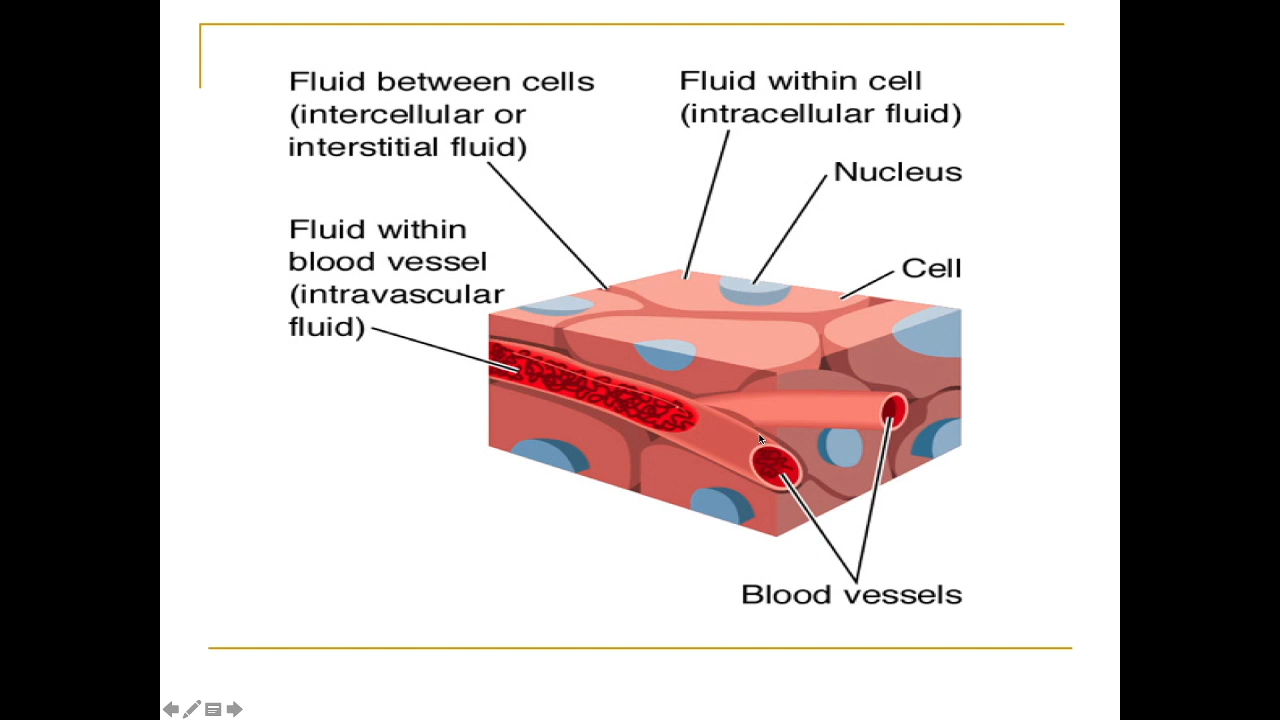 Fluid between cells
(intercellular or
interstitial fluid)
Fluid within cell
(intracellular fluid)
Nucleus
Fluid within
blood vessel
(intravascular
fluid)
Cell
Blood vessels